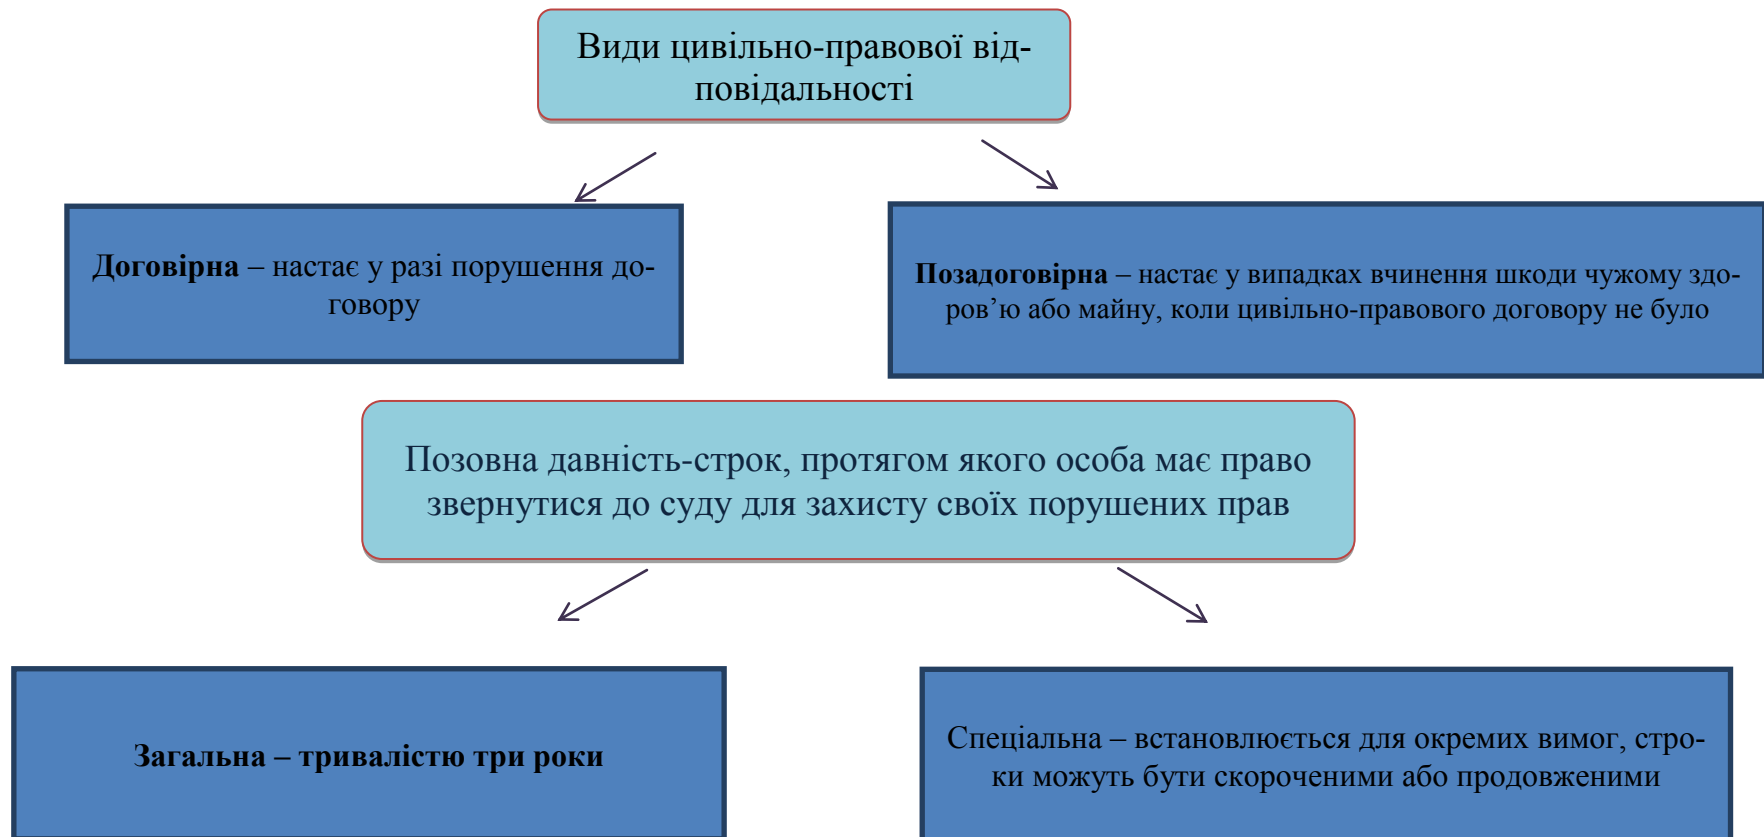 Види цивільно-правової від-
повідальності
Договірна – настає у разі порушення до-
говору
Позадоговірна – настає у випадках вчинення шкоди чужому здо-
ров’ю або майну, коли цивільно-правового договору не було
Позовна давність-строк, протягом якого особа має право
звернутися до суду для захисту своїх порушених прав
Загальна – тривалістю три роки
Спеціальна – встановлюється для окремих вимог, стро-
ки можуть бути скороченими або продовженими